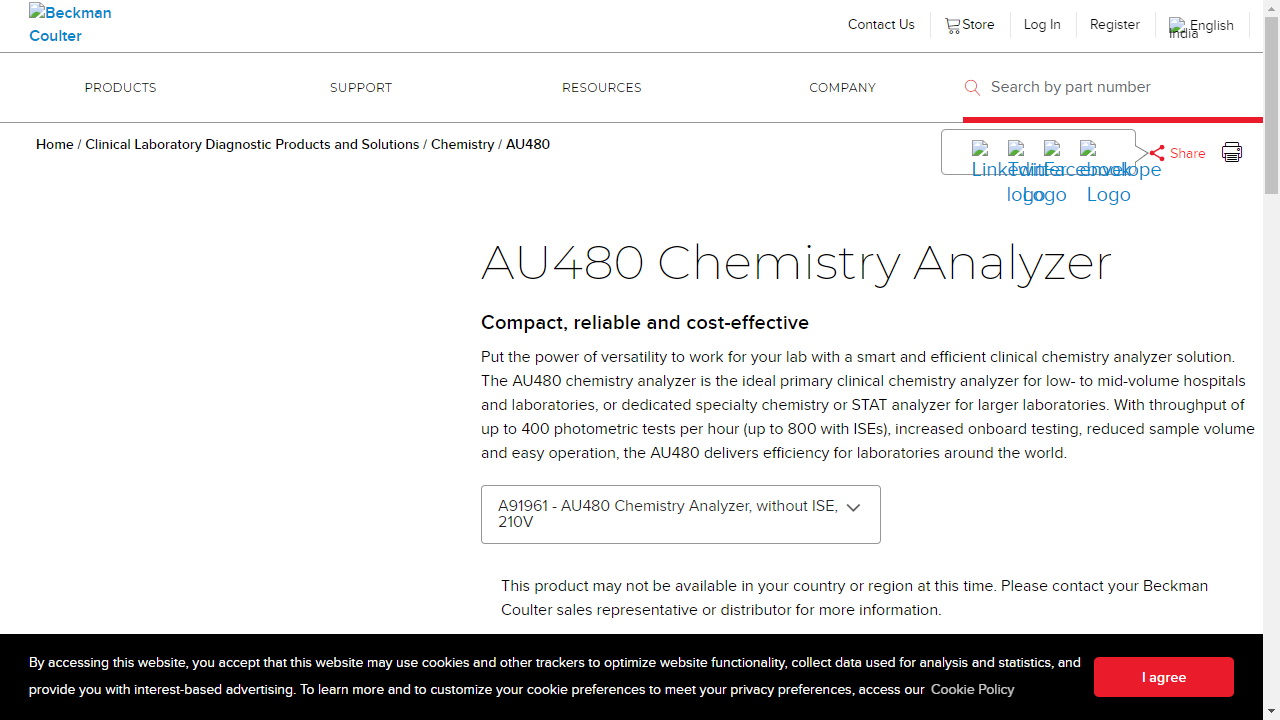 Beckman
Coulter
Contact Us
Store
Log In
Register
English
India
PRODUCTS
SUPPORT
RESOURCES
COMPANY
Search by part number
Home / Clinical Laboratory Diagnostic Products and Solutions / Chemistry / AU480
Share
AU480 Chemistry Analyzer
Compact, reliable and cost-effective
Put the power of versatility to work for your lab with a smart and efficient clinical chemistry analyzer solution.
The AU480 chemistry analyzer is the ideal primary clinical chemistry analyzer for low- to mid-volume hospitals
and laboratories, or dedicated specialty chemistry or STAT analyzer for larger laboratories. With throughput of
up to 400 photometric tests per hour (up to 800 with ISEs), increased onboard testing, reduced sample volume
and easy operation, the AU480 delivers efficiency for laboratories around the world.
A91961 - AU480 Chemistry Analyzer, without ISE,
210V
This product may not be available in your country or region at this time. Please contact your Beckman
Coulter sales representative or distributor for more information.
By accessing this website, you accept that this website may use cookies and other trackers to optimize website functionality, collect data used for analysis and statistics, and
provide you with interest-based advertising. To learn more and to customize your cookie preferences to meet your privacy preferences, access our Cookie Policy
I agree